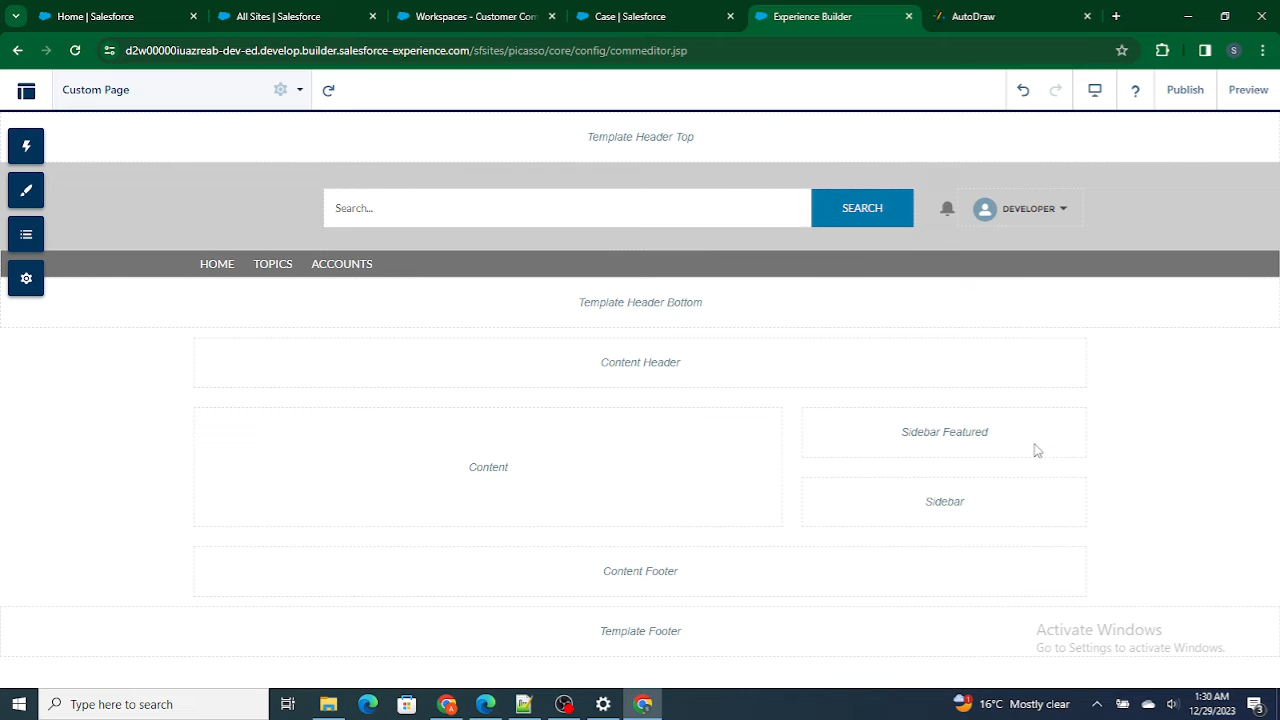 Home | Salesforce
All Sites | Salesforce
Workspaces - Customer Com
Case | Salesforce
Experience Builder
AutoDraw
d2w00000iuazreab-dev-ed.develop.builder.salesforce-experience.com/sfsites/picasso/core/config/commeditor.jsp
S
Custom Page
?
Publish
Preview
Template Header Top
Search...
SEARCH
DEVELOPER
HOME
TOPICS
ACCOUNTS
Template Header Bottom
Content Header
Content
Sidebar Featured
Sidebar
Content Footer
Template Footer
Activate Windows
Go to Settings to activate Windows.
Type here to search
16°C Mostly clear
1:30 AM
12/29/2023